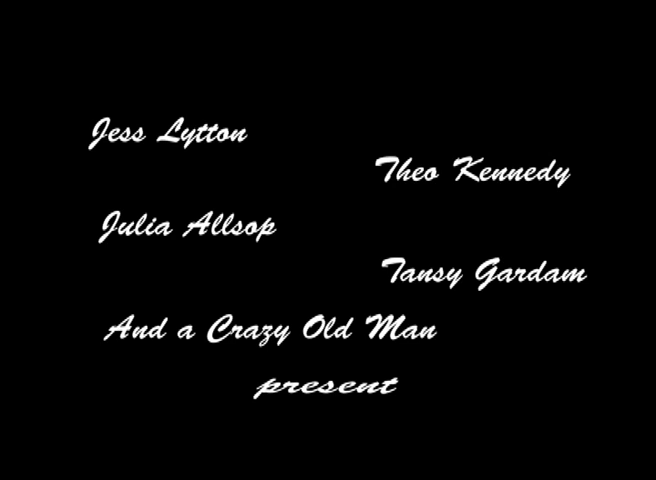 Jess Lytton
Theo Kennedy
Julia Allsop
Tansy Gardam
And a Crazy Old Man
present